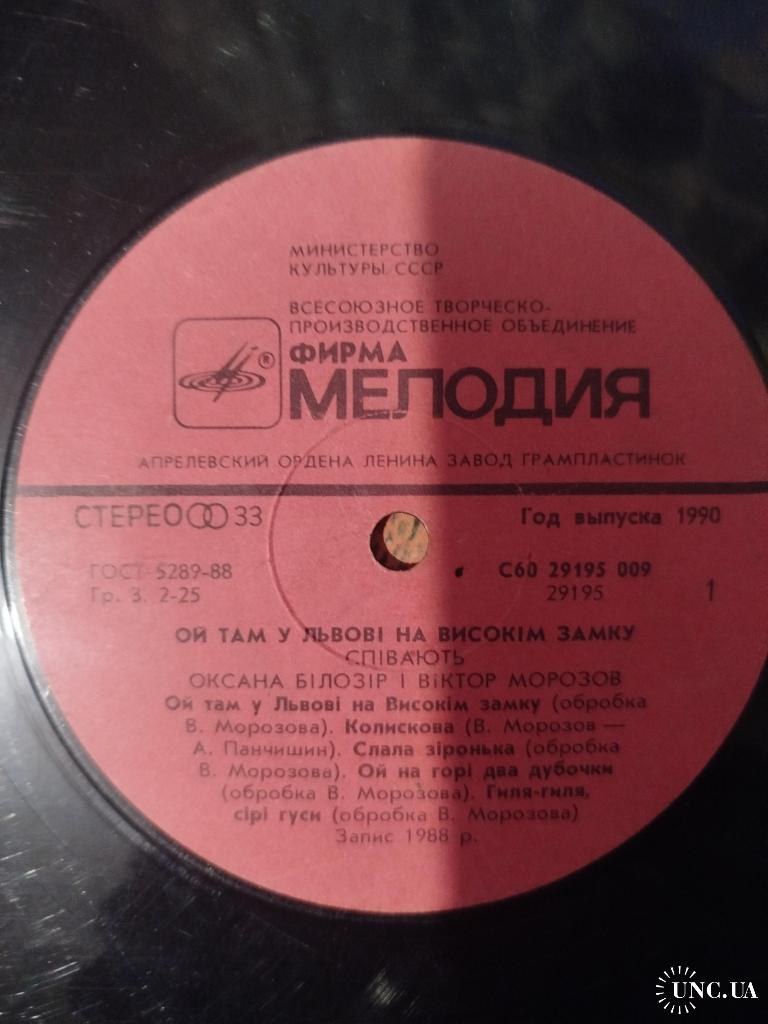 МИНИСТЕРСТВО
КУЛЬТУРЫ СССР
ВСЕСОЮЗНОЕ ТВОРЧЕСКО-
ПРОИЗВОДСТВЕННОЕ ОБЪЕДИНЕНИЕ
ФИРМА
® МЕЛОДИЯ
АПРЕЛЕВСКИЙ ОРДЕНА ЛЕНИНА ЗАВОД ГРАМПЛАСТИНОК
СТЕРЕО 33 Год выпуска 1990
ГОСТ 5289-88 С60 29195 009
Гр. 3. 2-25 29195 1
ОЙ ТАМ У ЛЬВОВІ НА ВИСОКІМ ЗАМКУ
СПІВАЮТЬ
ОКСАНА БІЛОЗІР І ВІКТОР МОРОЗОВ
Ой там у Львові на Високім замку (обробка
В. Морозова). Колискова (В. Морозов —
А. Панчишин). Слала зіронька (обробка
В. Морозова). Ой на горі два дубочки
(обробка В. Морозова). Гиля-гиля,
сірі гуси (обробка В. Морозова)
Запис 1988 р.
UNC.UA